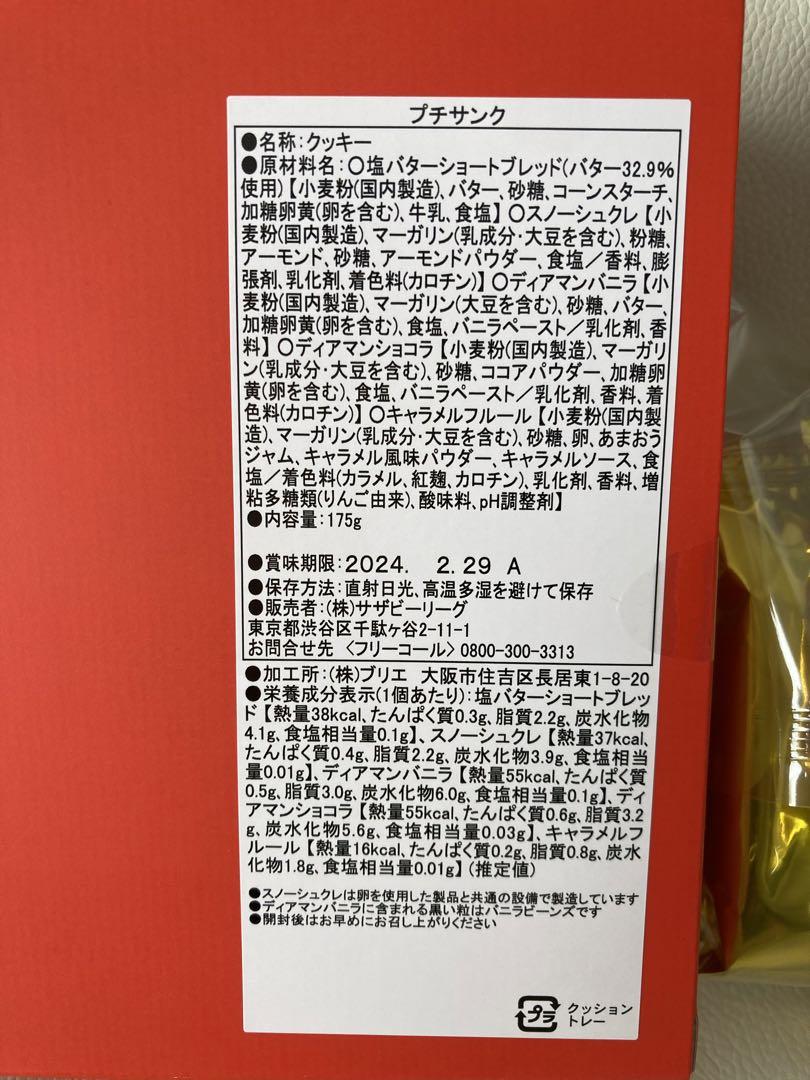 プチサンク
●名称:クッキー
●原材料名:○塩バターショートブレッド(バター32.9%
使用)【小麦粉(国内製造)、バター、砂糖、コーンスターチ、
加糖卵黄(卵を含む)、牛乳、食塩】○スノーシュクレ【小
麦粉(国内製造)、マーガリン(乳成分・大豆を含む)、粉糖、
アーモンド、砂糖、アーモンドパウダー、食塩/香料、膨
張剤、乳化剤、着色料(カロチン)】○ディアマンバニラ【小
麦粉(国内製造)、マーガリン(大豆を含む)、砂糖、バター、
加糖卵黄(卵を含む)、食塩、バニラペースト/乳化剤、香
料】○ディアマンショコラ【小麦粉(国内製造)、マーガリ
ン(乳成分・大豆を含む)、砂糖、ココアパウダー、加糖卵
黄(卵を含む)、食塩、バニラペースト/乳化剤、香料、着
色料(カロチン)】○キャラメルフルール【小麦粉(国内製
造)、マーガリン(乳成分・大豆を含む)、砂糖、卵、あまおう
ジャム、キャラメル風味パウダー、キャラメルソース、食
塩/着色料(カラメル、紅麹、カロチン)、乳化剤、香料、増
粘多糖類(りんご由来)、酸味料、pH調整剤】
●内容量:175g
●賞味期限:2024. 2.29 A
●保存方法:直射日光、高温多湿を避けて保存
●販売者:(株)サザビーリーグ
東京都渋谷区千駄ヶ谷2-11-1
お問合せ先 〈フリーコール〉0800-300-3313
●加工所:(株)ブリエ 大阪市住吉区長居東1-8-20
●栄養成分表示(1個あたり):塩バターショートブレッ
ド【熱量38kcal、たんぱく質0.3g、脂質2.2g、炭水化物
4.1g、食塩相当量0.1g】、スノーシュクレ【熱量37kcal、
たんぱく質0.4g、脂質2.2g、炭水化物3.9g、食塩相当
量0.01g】、ディアマンバニラ【熱量55kcal、たんぱく質
0.5g、脂質3.0g、炭水化物6.0g、食塩相当量0.1g】、ディ
アマンショコラ【熱量55kcal、たんぱく質0.6g、脂質3.2
g、炭水化物5.6g、食塩相当量0.03g】、キャラメルフ
ルール【熱量16kcal、たんぱく質0.2g、脂質0.8g、炭水
化物1.8g、食塩相当量0.01g】(推定値)
●スノーシュクレは卵を使用した製品と共通の設備で製造しています
●ディアマンバニラに含まれる黒い粒はバニラビーンズです
●開封後はお早めにお召し上がりください
プラ クッション
トレー